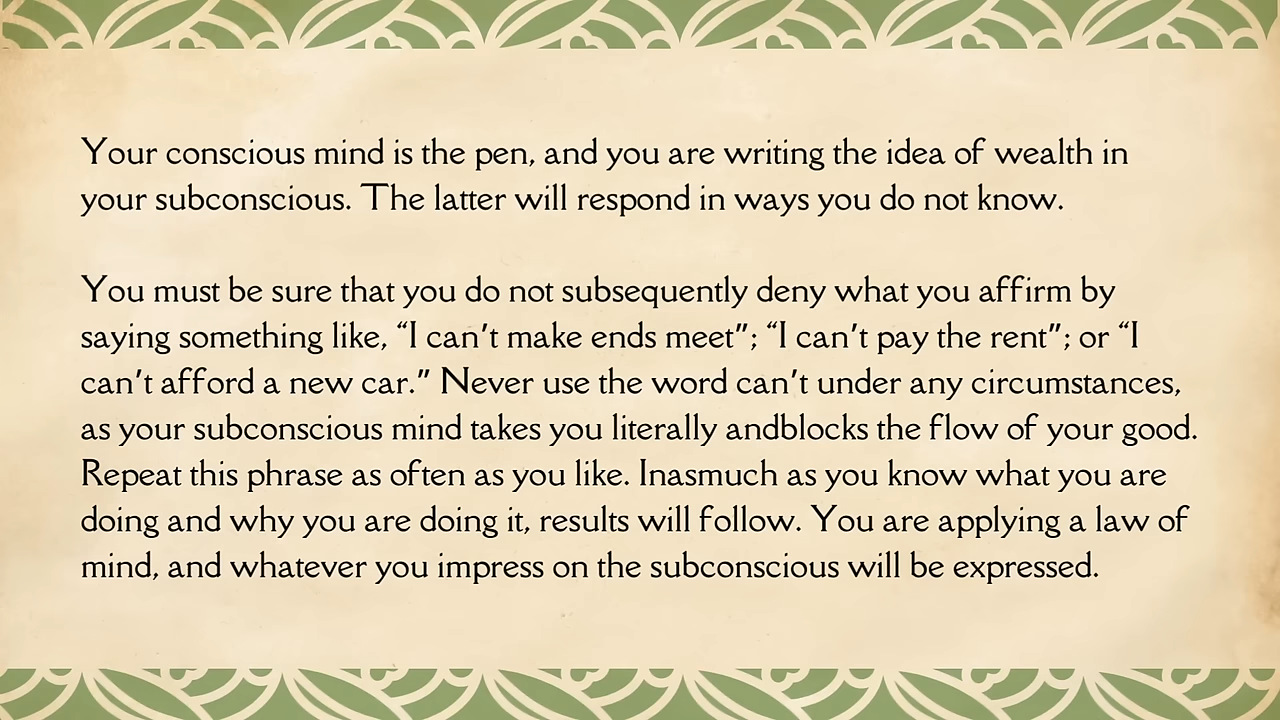 Your conscious mind is the pen, and you are writing the idea of wealth in
your subconscious. The latter will respond in ways you do not know.
You must be sure that you do not subsequently deny what you affirm by
saying something like, “I can't make ends meet"; “I can't pay the rent"; or “I
can't afford a new car." Never use the word can't under any circumstances,
as your subconscious mind takes you literally andblocks the flow of your good.
Repeat this phrase as often as you like. Inasmuch as you know what you are
doing and why you are doing it, results will follow. You are applying a law of
mind, and whatever you impress on the subconscious will be expressed.